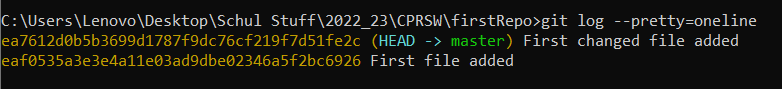 C:\Users\Lenovo\Desktop\Schul Stuff\2022_23\CPRSW\firstRepo>git log --pretty=oneline
ea7612d0b5b3699d1787f9dc76cf219f7d51fe2c (HEAD -> master) First changed file added
eaf0535a3e3e4a11e03ad9dbe02346a5f2bc6926 First file added